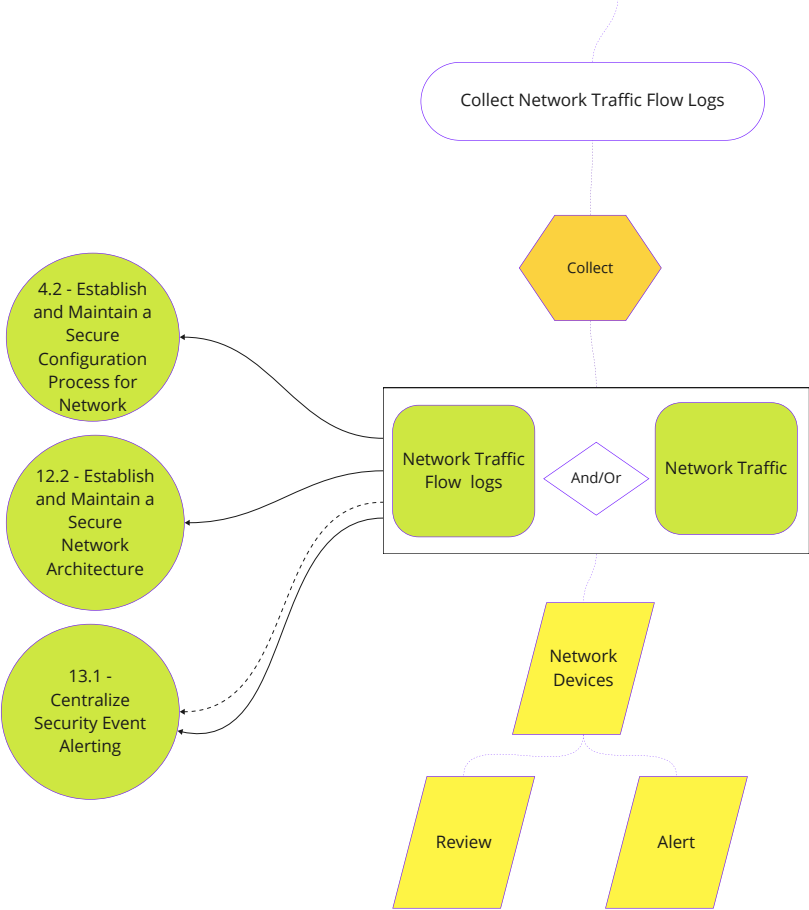 Collect Network Traffic Flow Logs
Collect
4.2 - Establish
and Maintain a
Secure
Configuration
Process for
Network
Network Traffic
Flow logs
And/Or
Network Traffic
12.2 - Establish
and Maintain a
Secure
Network
Architecture
13.1 -
Centralize
Security Event
Alerting
Network
Devices
Review
Alert